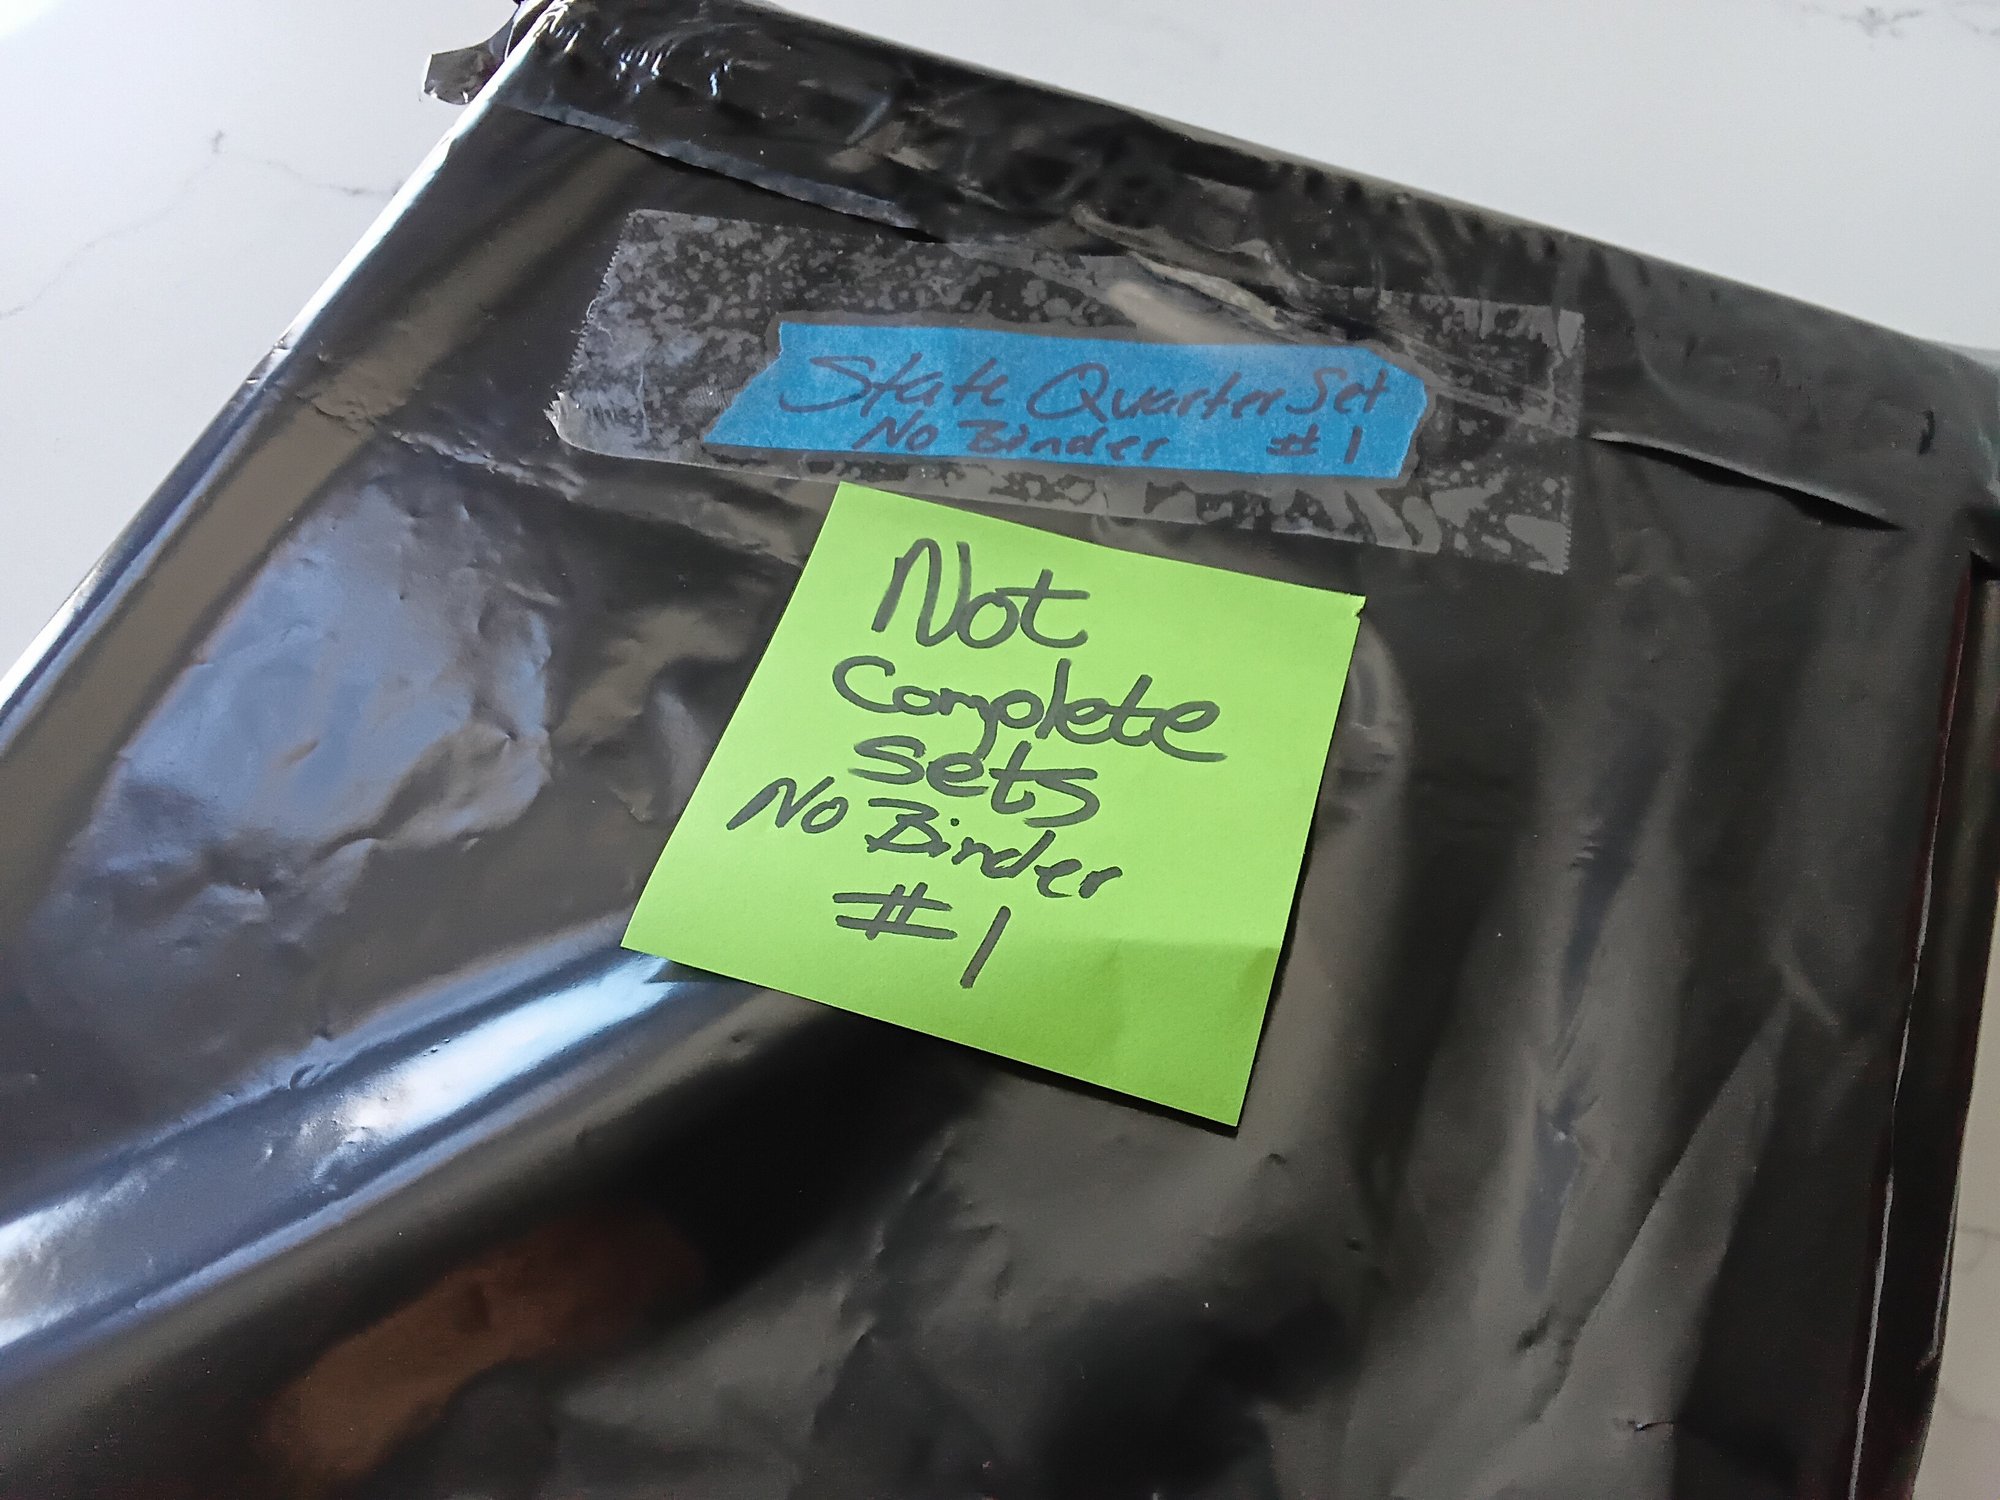 State Quarter Set
No Binder #1
Not
Complete
Sets
No Binder
#1